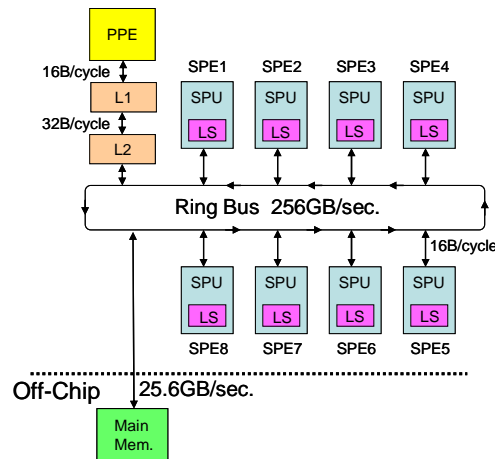 PPE
16B/cycle
L1
32B/cycle
L2
SPE1 SPE2 SPE3 SPE4
SPU SPU SPU SPU
LS LS LS LS
Ring Bus 256GB/sec.
16B/cycle
SPU SPU SPU SPU
LS LS LS LS
SPE8 SPE7 SPE6 SPE5
Off-Chip 25.6GB/sec.
Main
Mem.